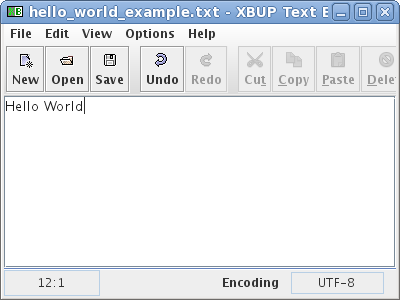 hello_world_example.txt - XBUP Text E
File Edit View Options Help
New Open Save Undo Redo Cut Copy Paste Dele
Hello World
12:1 Encoding UTF-8